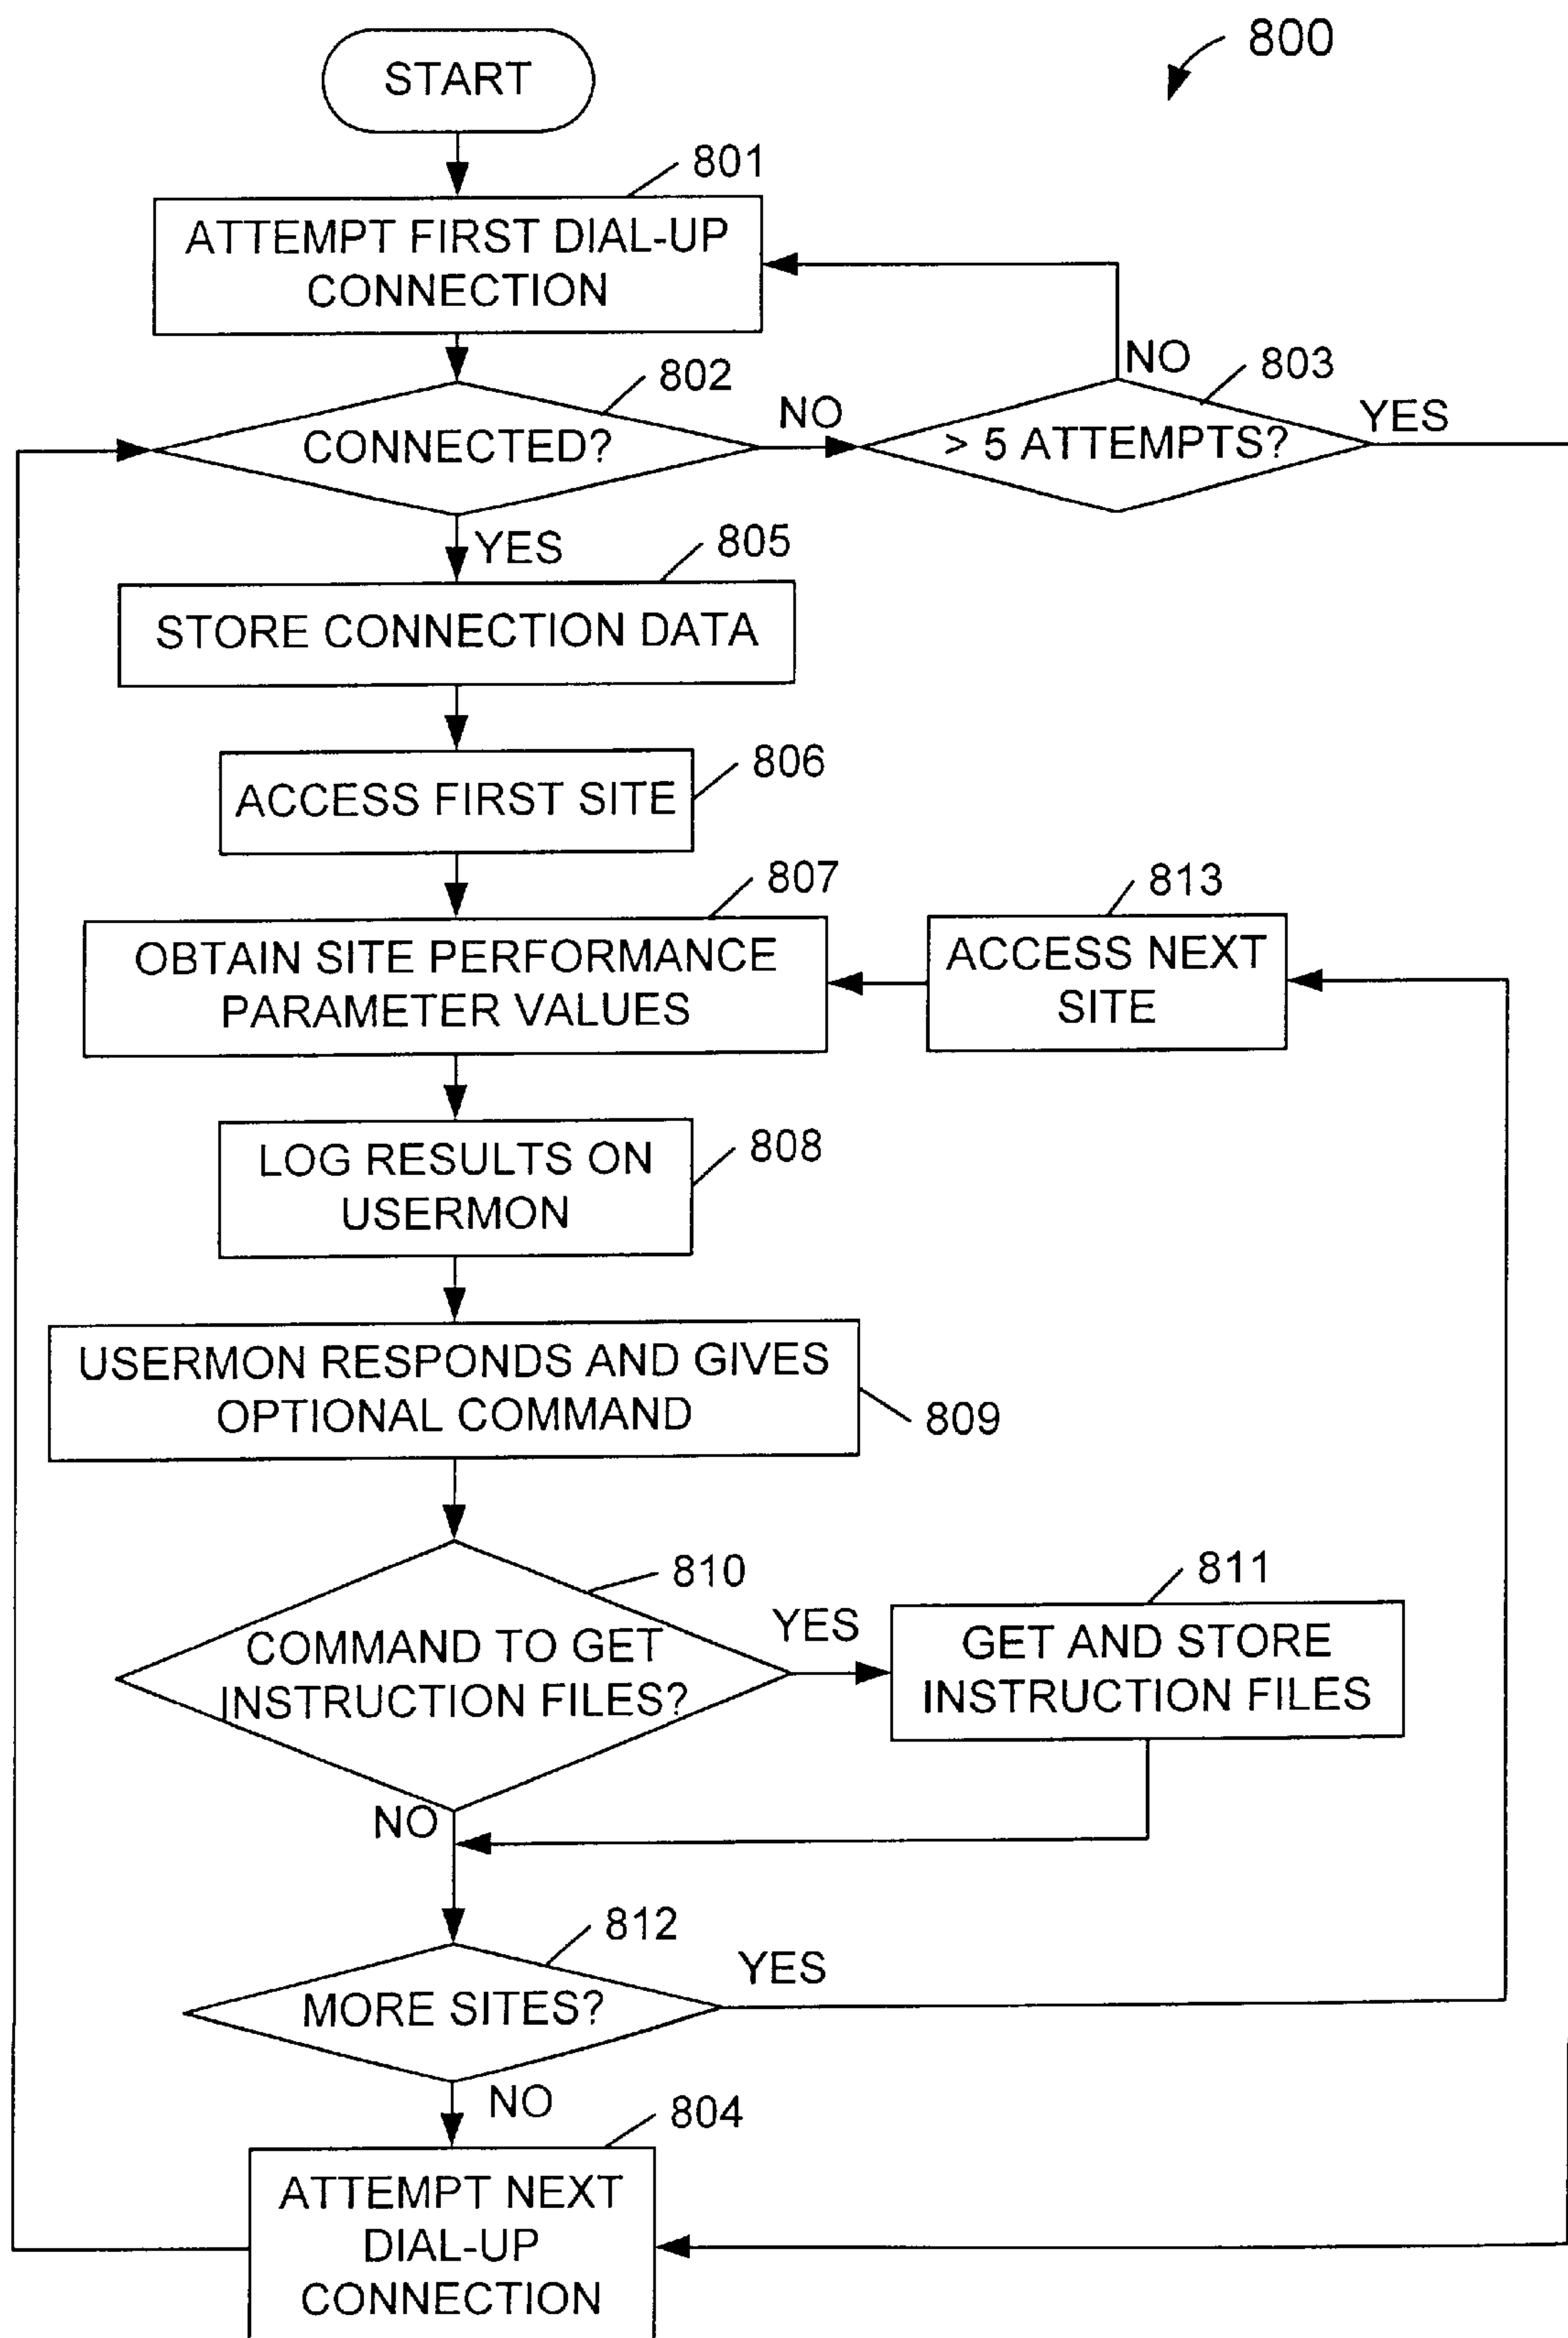 800
START
801
ATTEMPT FIRST DIAL-UP
CONNECTION
802
CONNECTED?
NO
803
> 5 ATTEMPTS?
NO
YES
YES
805
STORE CONNECTION DATA
806
ACCESS FIRST SITE
807
OBTAIN SITE PERFORMANCE
PARAMETER VALUES
813
ACCESS NEXT
SITE
808
LOG RESULTS ON
USERMON
USERMON RESPONDS AND GIVES
OPTIONAL COMMAND
809
810
COMMAND TO GET
INSTRUCTION FILES?
YES
811
GET AND STORE
INSTRUCTION FILES
NO
812
MORE SITES?
YES
NO
804
ATTEMPT NEXT
DIAL-UP
CONNECTION